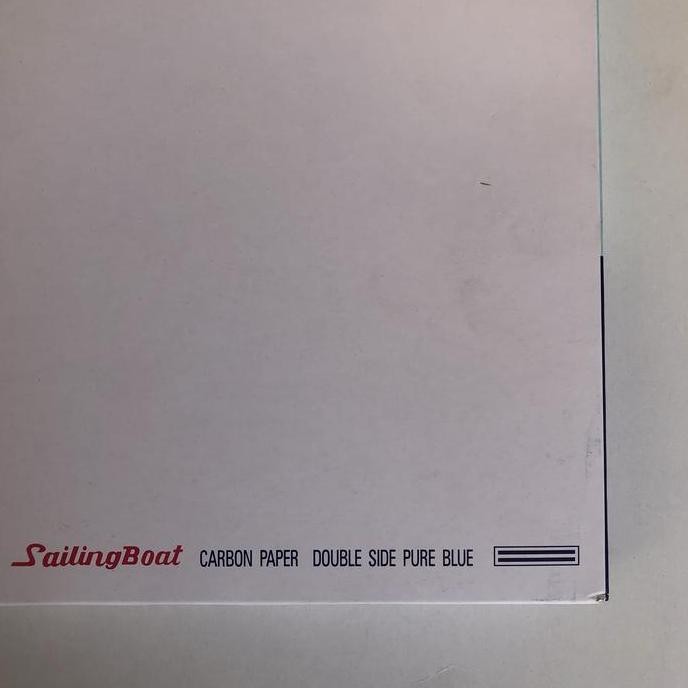 SailingBoat CARBON PAPER DOUBLE SIDE PURE BLUE